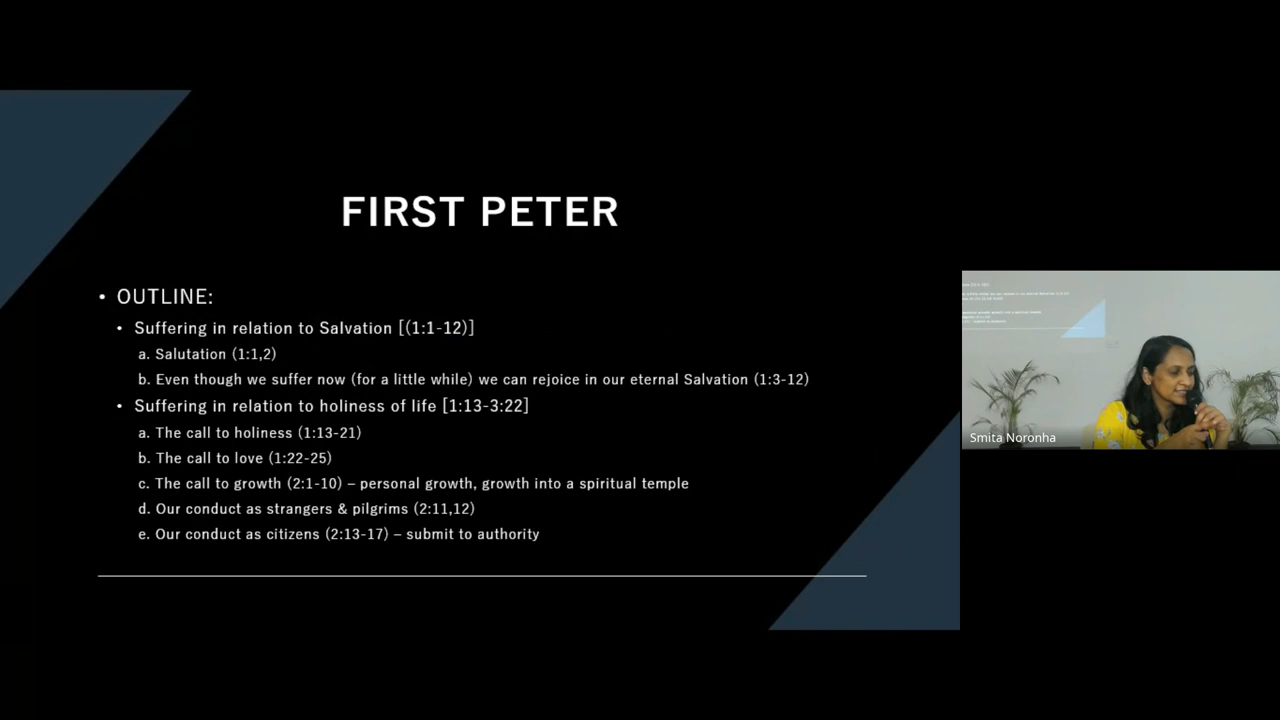 FIRST PETER
• OUTLINE:
• Suffering in relation to Salvation [(1:1-12)]
a. Salutation (1:1,2)
b. Even though we suffer now (for a little while) we can rejoice in our eternal Salvation (1:3-12)
• Suffering in relation to holiness of life [1:13-3:22]
a. The call to holiness (1:13-21)
b. The call to love (1:22-25)
c. The call to growth (2:1-10) – personal growth, growth into a spiritual temple
d. Our conduct as strangers & pilgrims (2:11,12)
e. Our conduct as citizens (2:13-17) – submit to authority
Smita Noronha